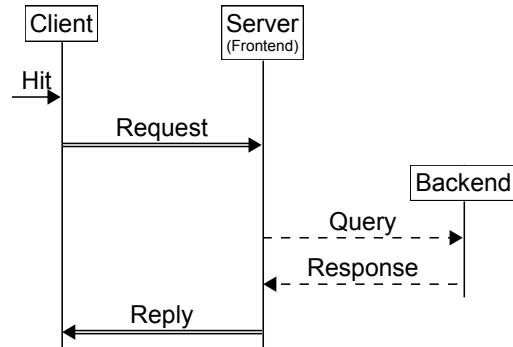 Client
Server
(Frontend)
Hit
Request
Backend
Query
Response
Reply